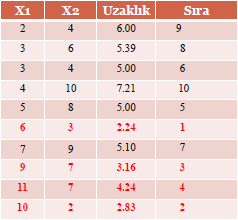 X1 X2 Uzaklık Sıra
2 4 6.00 9
3 6 5.39 8
3 4 5.00 6
4 10 7.21 10
5 8 5.00 5
6 3 2.24 1
7 9 5.10 7
9 7 3.16 3
11 7 4.24 4
10 2 2.83 2